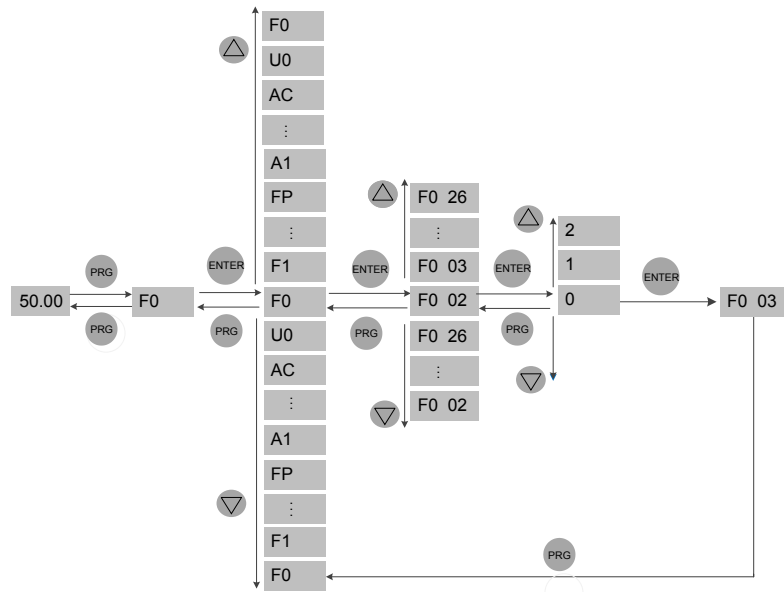 F0
U0
AC
⋮
A1
FP
⋮
F1
50.00
PRG
PRG
F0
ENTER
PRG
F0
U0
AC
⋮
A1
FP
⋮
F1
F0
ENTER
PRG
F0 26
⋮
F0 03
F0 02
F0 26
⋮
F0 02
ENTER
PRG
2
1
0
ENTER
F0 03
PRG